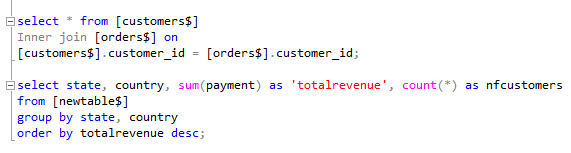 select * from [customers$]
Inner join [orders$] on
[customers$].customer_id = [orders$].customer_id;
select state, country, sum(payment) as 'totalrevenue', count(*) as nfcustomers
from [newtable$]
group by state, country
order by totalrevenue desc;